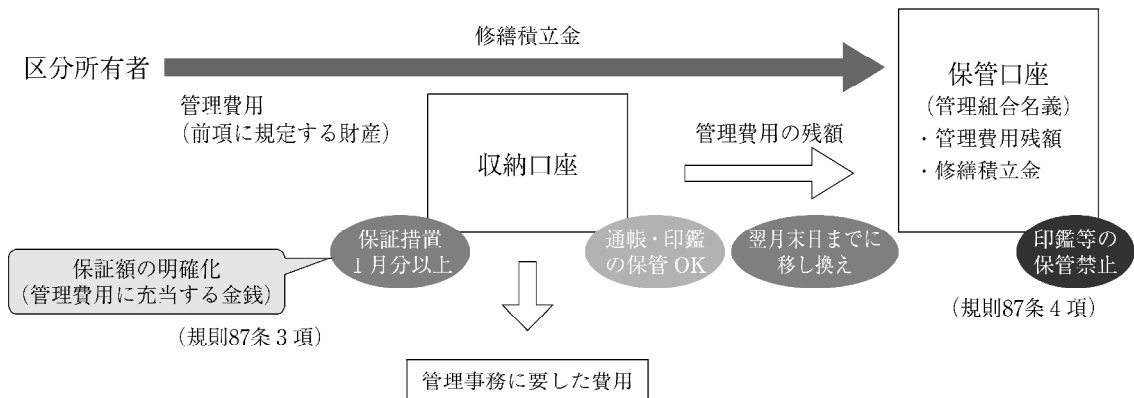 修繕積立金
区分所有者
管理費用
（前項に規定する財産）
収納口座
管理費用の残額
保管口座
（管理組合名義）
・管理費用残額
・修繕積立金
保証措置
1月分以上
通帳・印鑑
の保管 OK
翌月末日までに
移し換え
印鑑等の
保管禁止
保証額の明確化
（管理費用に充当する金銭）
（規則87条3項）
（規則87条4項）
管理事務に要した費用